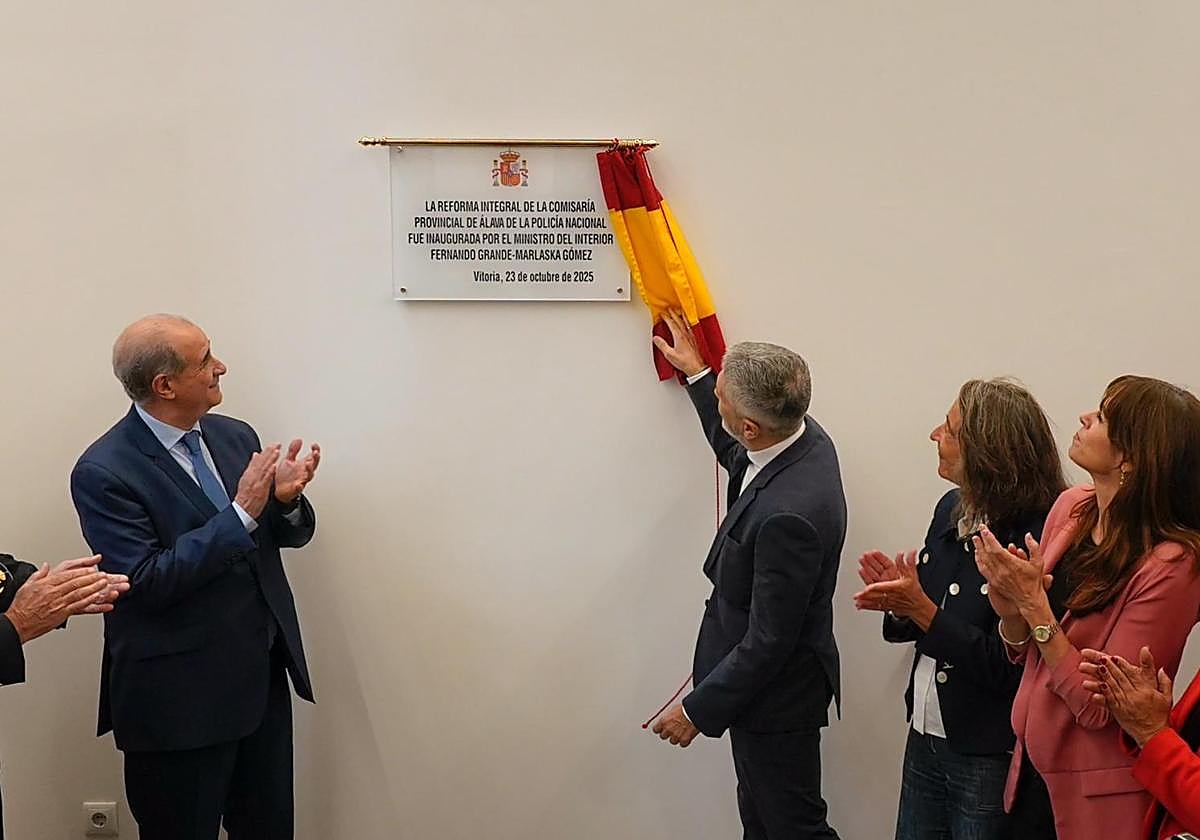 LA REFORMA INTEGRAL DE LA COMISARÍA
PROVINCIAL DE ÁLAVA DE LA POLICÍA NACIONAL
FUE INAUGURADA POR EL MINISTRO DEL INTERIOR
FERNANDO GRANDE-MARLASKA GÓMEZ
Vitoria, 23 de octubre de 2025